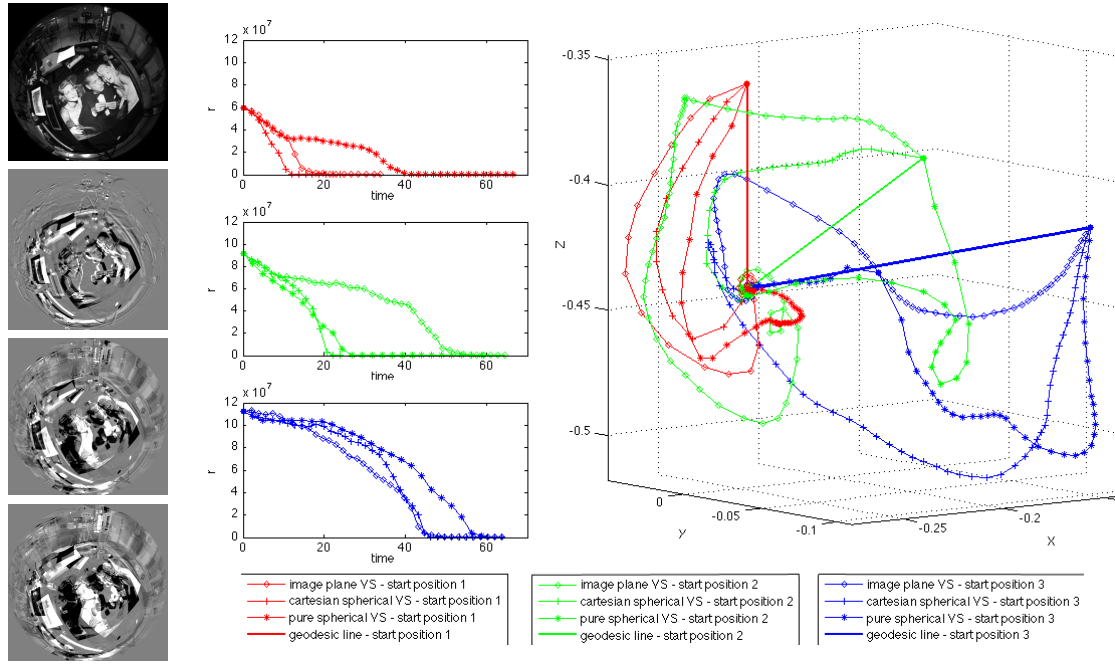 x 10^7
12
10
8
6
4
2
0
r
0 20 40 60
time
x 10^7
12
10
8
6
4
2
0
r
0 20 40 60
time
x 10^7
12
10
8
6
4
2
0
r
0 20 40 60
time
-0.35
-0.4
-0.45
-0.5
Z
0
-0.05
-0.1
Y
-0.25
-0.2
X
image plane VS - start position 1
cartesian spherical VS - start position 1
pure spherical VS - start position 1
geodesic line - start position 1
image plane VS - start position 2
cartesian spherical VS - start position 2
pure spherical VS - start position 2
geodesic line - start position 2
image plane VS - start position 3
cartesian spherical VS - start position 3
pure spherical VS - start position 3
geodesic line - start position 3